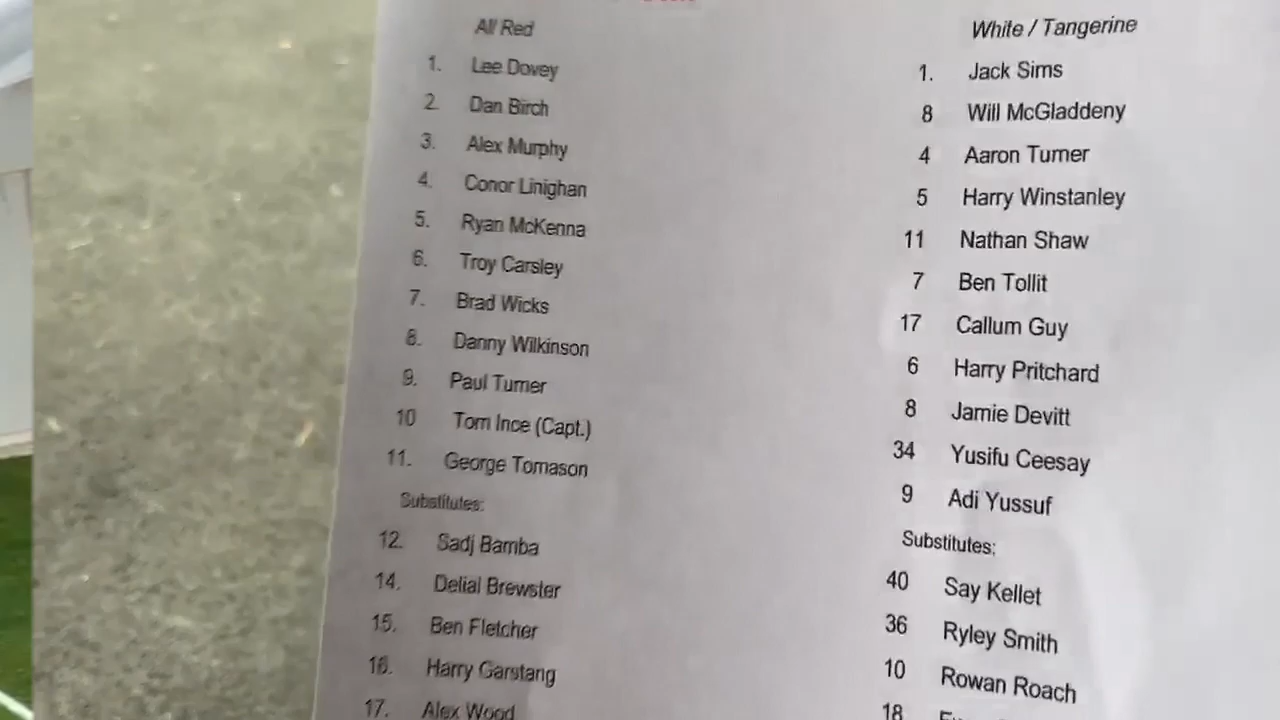 All Red
1. Lee Dovey
2. Dan Birch
3. Alex Murphy
4. Conor Linighan
5. Ryan McKenna
6. Troy Carsley
7. Brad Wicks
8. Danny Wilkinson
9. Paul Turner
10 Tom Ince (Capt.)
11. George Tomason
Substitutes:
12. Sadj Bamba
14. Delial Brewster
15. Ben Fletcher
16. Harry Garstang
17. Alex Wood
White / Tangerine
1. Jack Sims
8 Will McGladdeny
4 Aaron Turner
5 Harry Winstanley
11 Nathan Shaw
7 Ben Tollit
17 Callum Guy
6 Harry Pritchard
8 Jamie Devitt
34 Yusifu Ceesay
9 Adi Yussuf
Substitutes;
40 Say Kellet
36 Ryley Smith
10 Rowan Roach
18